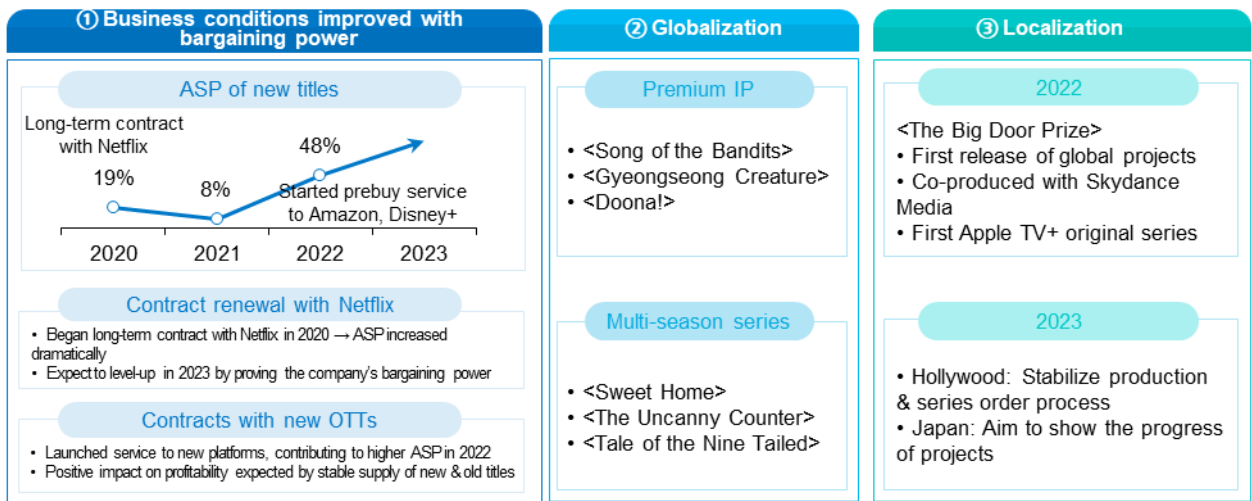 ① Business conditions improved with
bargaining power
ASP of new titles
Long-term contract
with Netflix
19%
8%
48%
Started prebuy service
to Amazon, Disney+
2020
2021
2022
2023
Contract renewal with Netflix
• Began long-term contract with Netflix in 2020 → ASP increased
dramatically
• Expect to level-up in 2023 by proving the company's bargaining power
Contracts with new OTTs
• Launched service to new platforms, contributing to higher ASP in 2022
• Positive impact on profitability expected by stable supply of new & old titles
② Globalization
Premium IP
• <Song of the Bandits>
• <Gyeongseong Creature>
• <Doona!>
Multi-season series
• <Sweet Home>
• <The Uncanny Counter>
• <Tale of the Nine Tailed>
③ Localization
2022
<The Big Door Prize>
• First release of global projects
• Co-produced with Skydance
Media
• First Apple TV+ original series
2023
• Hollywood: Stabilize production
& series order process
• Japan: Aim to show the progress
of projects